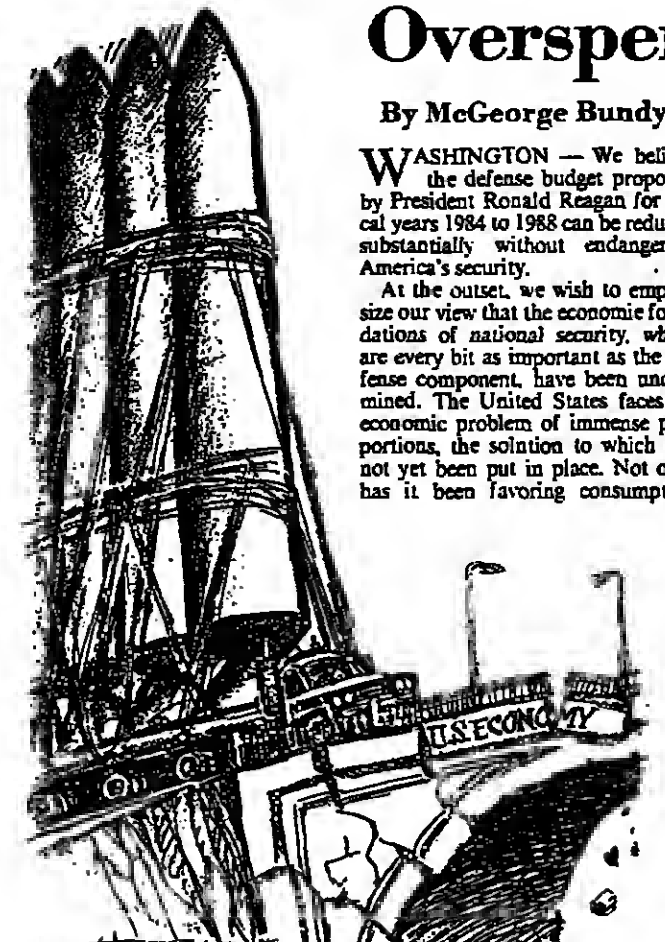 Overspe
By McGeorge Bundy
WASHINGTON — We beli
the defense budget propo
by President Ronald Reagan for
cal years 1984 to 1988 can be redu
substantially without endanger
America's security.
At the outset, we wish to emp
size our view that the economic fo
dations of national security, wh
are every bit as important as the
fense component, have been und
mined. The United States faces
economic problem of immense p
portions, the solution to which
not yet been put in place. Not o
has it been favoring consumpt
U.S. ECONOMY